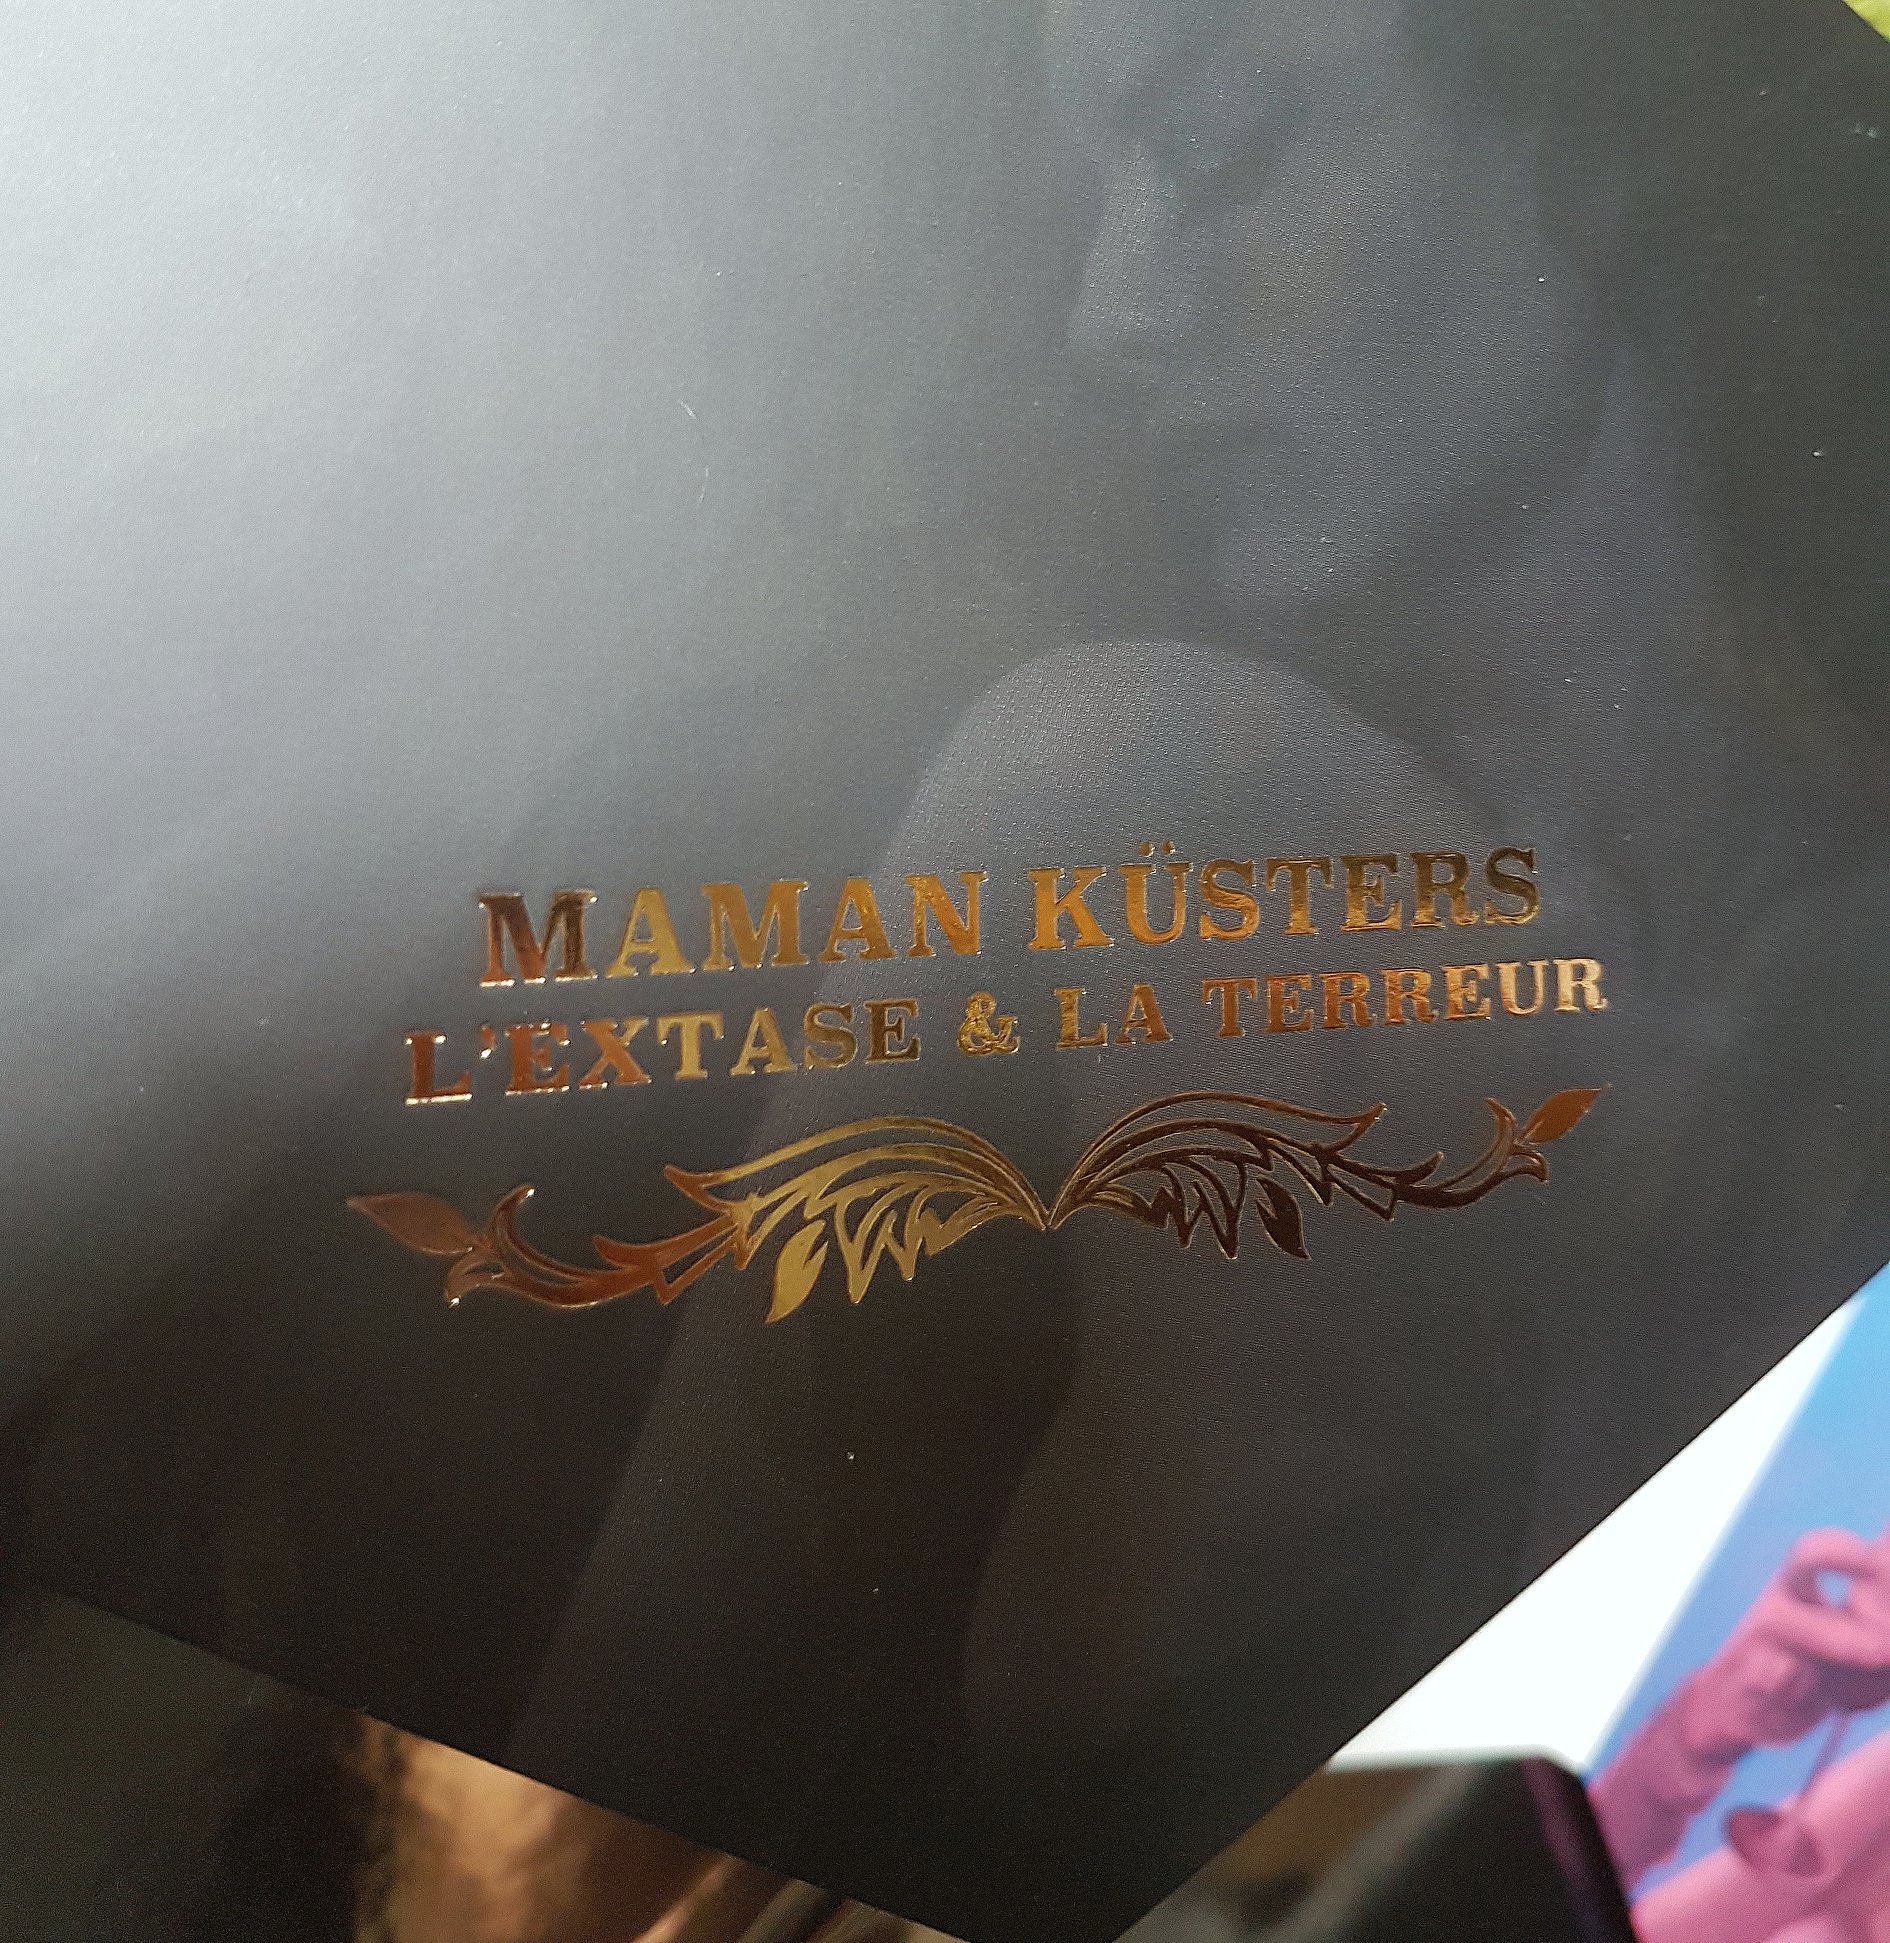 MAMAN KÜSTERS
L'EXTASE & LA TERREUR